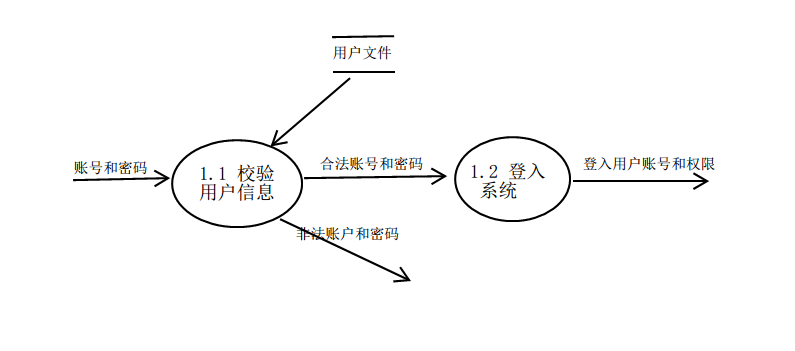 用户文件
账号和密码
1.1 校验
用户信息
合法账号和密码
1.2 登入
系统
登入用户账号和权限
非法账户和密码